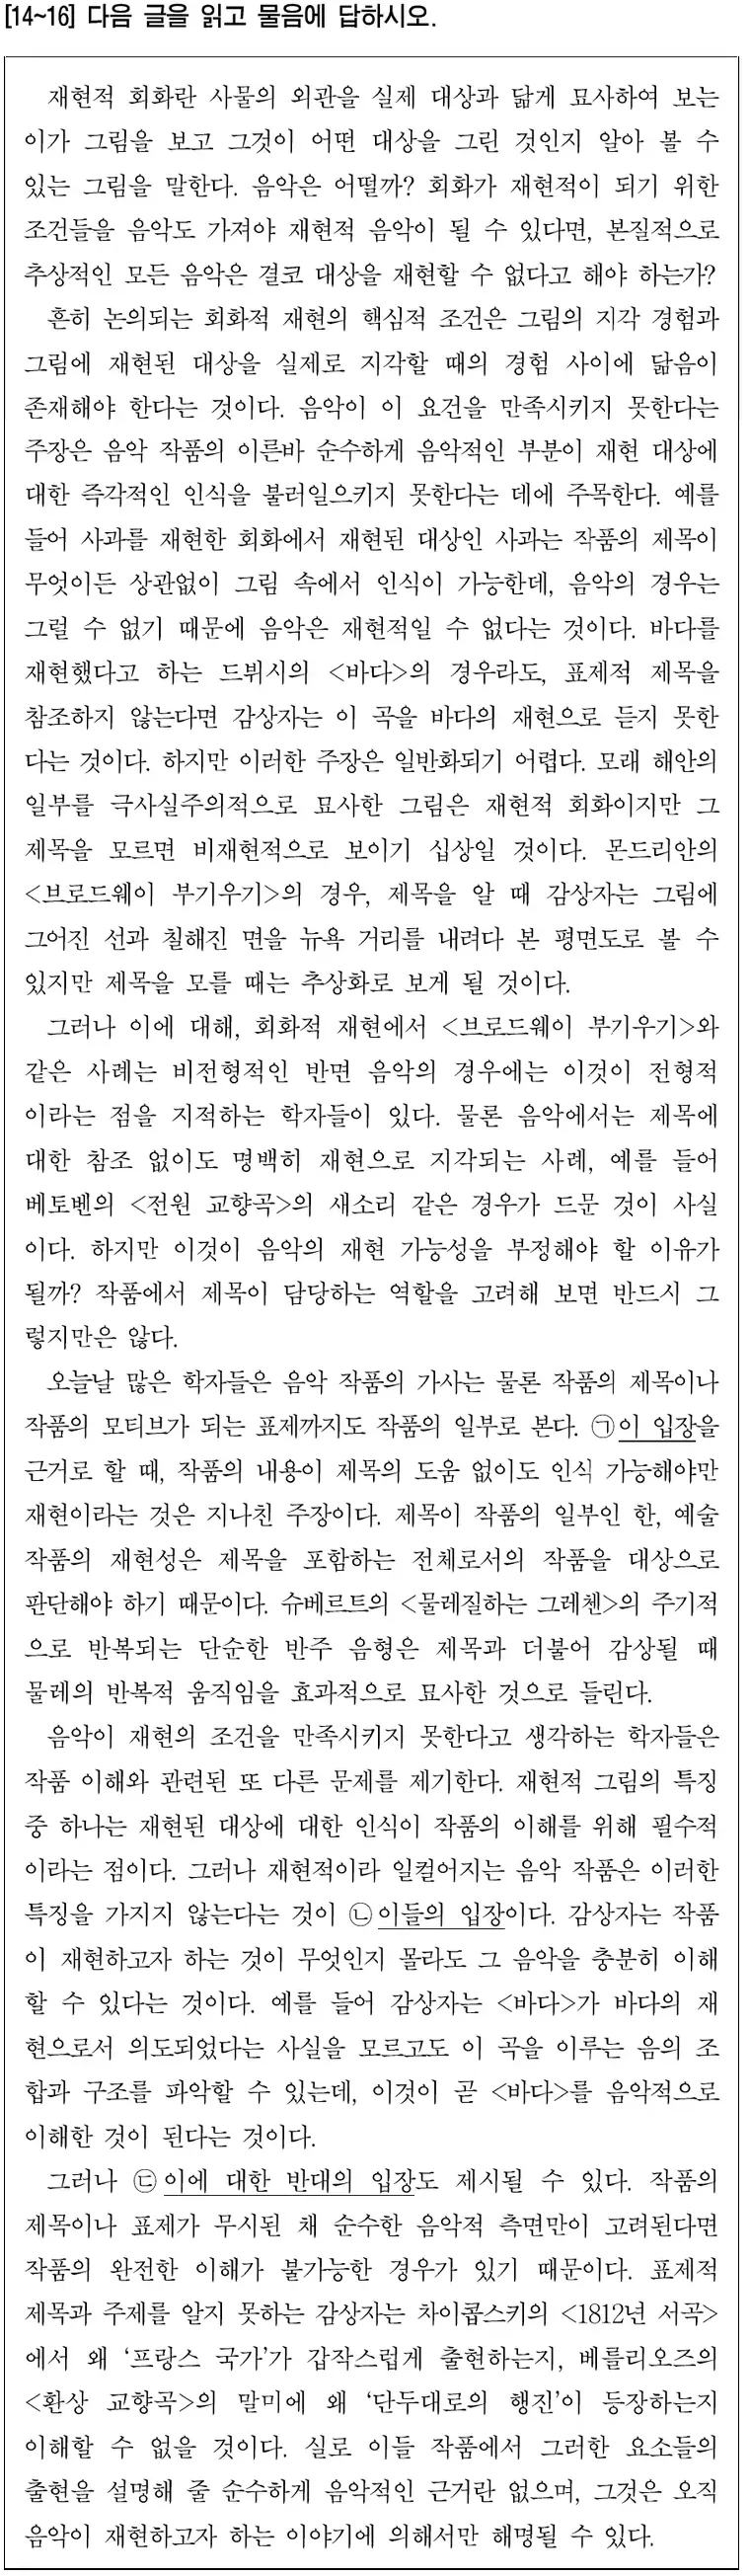 [14~16] 다음 글을 읽고 물음에 답하시오.
재현적 회화란 사물의 외관을 실제 대상과 닮게 묘사하여 보는
이가 그림을 보고 그것이 어떤 대상을 그린 것인지 알아 볼 수
있는 그림을 말한다. 음악은 어떨까? 회화가 재현적이 되기 위한
조건들을 음악도 가져야 재현적 음악이 될 수 있다면, 본질적으로
추상적인 모든 음악은 결코 대상을 재현할 수 없다고 해야 하는가?
흔히 논의되는 회화적 재현의 핵심적 조건은 그림의 지각 경험과
그림에 재현된 대상을 실제로 지각할 때의 경험 사이에 닮음이
존재해야 한다는 것이다. 음악이 이 요건을 만족시키지 못한다는
주장은 음악 작품의 이른바 순수하게 음악적인 부분이 재현 대상에
대한 즉각적인 인식을 불러일으키지 못한다는 데에 주목한다. 예를
들어 사과를 재현한 회화에서 재현된 대상인 사과는 작품의 제목이
무엇이든 상관없이 그림 속에서 인식이 가능한데, 음악의 경우는
그럴 수 없기 때문에 음악은 재현적일 수 없다는 것이다. 바다를
재현했다고 하는 드뷔시의 <바다>의 경우라도, 표제적 제목을
참조하지 않는다면 감상자는 이 곡을 바다의 재현으로 듣지 못한
다는 것이다. 하지만 이러한 주장은 일반화되기 어렵다. 모래 해안의
일부를 극사실주의적으로 묘사한 그림은 재현적 회화이지만 그
제목을 모르면 비재현적으로 보이기 십상일 것이다. 몬드리안의
<브로드웨이 부기우기>의 경우, 제목을 알 때 감상자는 그림에
그어진 선과 칠해진 면을 뉴욕 거리를 내려다 본 평면도로 볼 수
있지만 제목을 모를 때는 추상화로 보게 될 것이다.
그러나 이에 대해, 회화적 재현에서 <브로드웨이 부기우기>와
같은 사례는 비전형적인 반면 음악의 경우에는 이것이 전형적
이라는 점을 지적하는 학자들이 있다. 물론 음악에서는 제목에
대한 참조 없이도 명백히 재현으로 지각되는 사례, 예를 들어
베토벤의 <전원 교향곡>의 새소리 같은 경우가 드문 것이 사실
이다. 하지만 이것이 음악의 재현 가능성을 부정해야 할 이유가
될까? 작품에서 제목이 담당하는 역할을 고려해 보면 반드시 그
렇지만은 않다.
오늘날 많은 학자들은 음악 작품의 가사는 물론 작품의 제목이나
작품의 모티브가 되는 표제까지도 작품의 일부로 본다. ㉠이 입장을
근거로 할 때, 작품의 내용이 제목의 도움 없이도 인식 가능해야만
재현이라는 것은 지나친 주장이다. 제목이 작품의 일부인 한, 예술
작품의 재현성은 제목을 포함하는 전체로서의 작품을 대상으로
판단해야 하기 때문이다. 슈베르트의 <물레질하는 그레첸>의 주기적
으로 반복되는 단순한 반주 음형은 제목과 더불어 감상될 때
물레의 반복적 움직임을 효과적으로 묘사한 것으로 들린다.
음악이 재현의 조건을 만족시키지 못한다고 생각하는 학자들은
작품 이해와 관련된 또 다른 문제를 제기한다. 재현적 그림의 특징
중 하나는 재현된 대상에 대한 인식이 작품의 이해를 위해 필수적
이라는 점이다. 그러나 재현적이라 일컬어지는 음악 작품은 이러한
특징을 가지지 않는다는 것이 ㉡이들의 입장이다. 감상자는 작품
이 재현하고자 하는 것이 무엇인지 몰라도 그 음악을 충분히 이해
할 수 있다는 것이다. 예를 들어 감상자는 <바다>가 바다의 재
현으로서 의도되었다는 사실을 모르고도 이 곡을 이루는 음의 조
합과 구조를 파악할 수 있는데, 이것이 곧 <바다>를 음악적으로
이해한 것이 된다는 것이다.
그러나 ㉢이에 대한 반대의 입장도 제시될 수 있다. 작품의
제목이나 표제가 무시된 채 순수한 음악적 측면만이 고려된다면
작품의 완전한 이해가 불가능한 경우가 있기 때문이다. 표제적
제목과 주제를 알지 못하는 감상자는 차이콥스키의 <1812년 서곡>
에서 왜 ‘프랑스 국가’가 갑작스럽게 출현하는지, 베를리오즈의
<환상 교향곡>의 말미에 왜 ‘단두대로의 행진’이 등장하는지
이해할 수 없을 것이다. 실로 이들 작품에서 그러한 요소들의
출현을 설명해 줄 순수하게 음악적인 근거란 없으며, 그것은 오직
음악이 재현하고자 하는 이야기에 의해서만 해명될 수 있다.